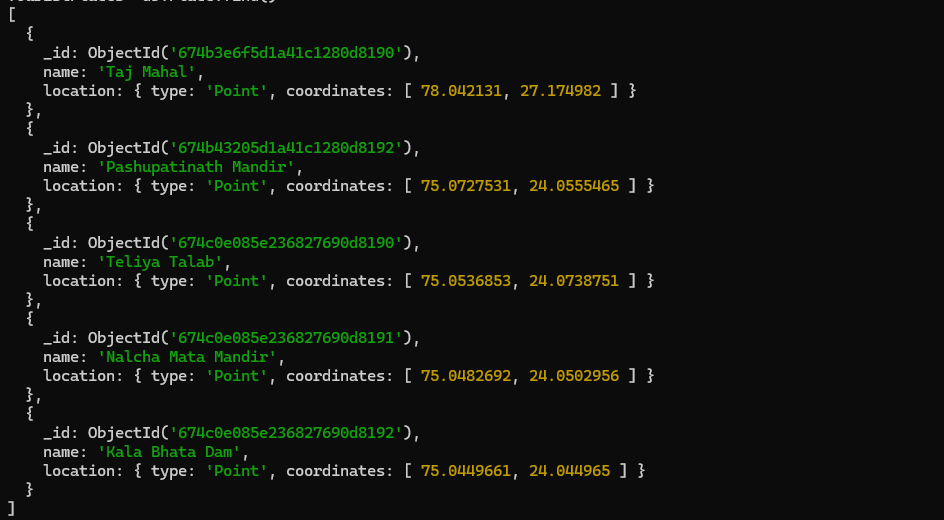 [
  {
    _id: ObjectId('674b3e6f5d1a41c1280d8190'),
    name: 'Taj Mahal',
    location: { type: 'Point', coordinates: [ 78.042131, 27.174982 ] }
  },
  {
    _id: ObjectId('674b43205d1a41c1280d8192'),
    name: 'Pashupatinath Mandir',
    location: { type: 'Point', coordinates: [ 75.0727531, 24.0555465 ] }
  },
  {
    _id: ObjectId('674c0e085e236827690d8190'),
    name: 'Teliya Talab',
    location: { type: 'Point', coordinates: [ 75.0536853, 24.0738751 ] }
  },
  {
    _id: ObjectId('674c0e085e236827690d8191'),
    name: 'Nalcha Mata Mandir',
    location: { type: 'Point', coordinates: [ 75.0482692, 24.0502956 ] }
  },
  {
    _id: ObjectId('674c0e085e236827690d8192'),
    name: 'Kala Bhata Dam',
    location: { type: 'Point', coordinates: [ 75.0449661, 24.044965 ] }
  }
]